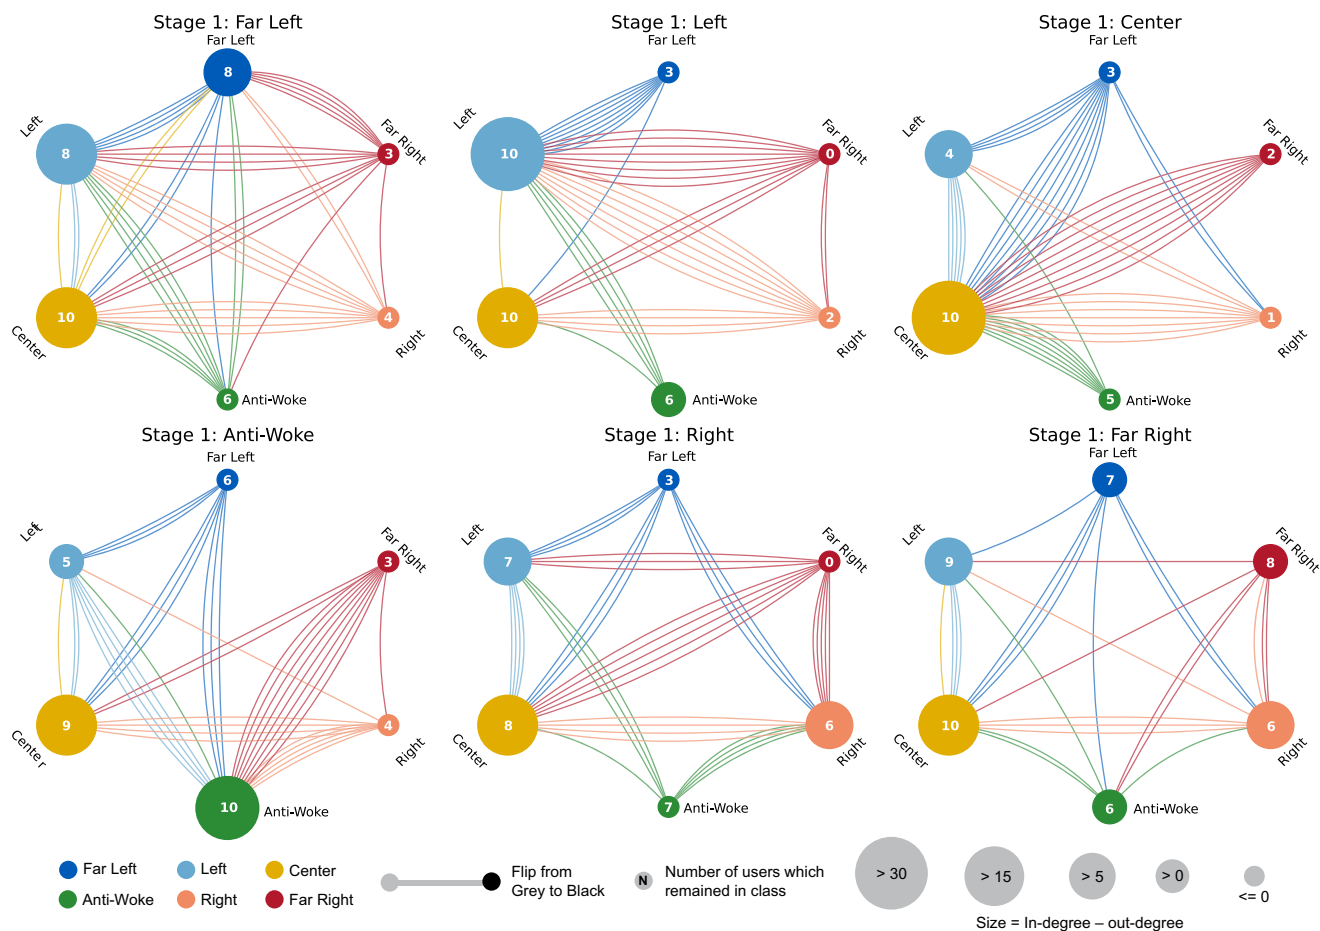 Stage 1: Far Left
Far Left
8
Left
8
Far Right
3
10
Center
4
Right
6
Anti-Woke
Stage 1: Left
Far Left
3
Left
10
Far Right
0
10
Center
2
Right
6
Anti-Woke
Stage 1: Center
Far Left
3
Left
4
Far Right
2
10
Center
1
Right
5
Anti-Woke
Stage 1: Anti-Woke
Far Left
6
Left
5
Far Right
3
9
Center
4
Right
10
Anti-Woke
Stage 1: Right
Far Left
3
Left
7
Far Right
0
8
Center
6
Right
7
Anti-Woke
Stage 1: Far Right
Far Left
7
Left
9
Far Right
8
10
Center
6
Right
6
Anti-Woke
Far Left
Left
Center
Anti-Woke
Right
Far Right
Flip from
Grey to Black
N
Number of users which
remained in class
> 30
> 15
> 5
> 0
<= 0
Size = In-degree – out-degree